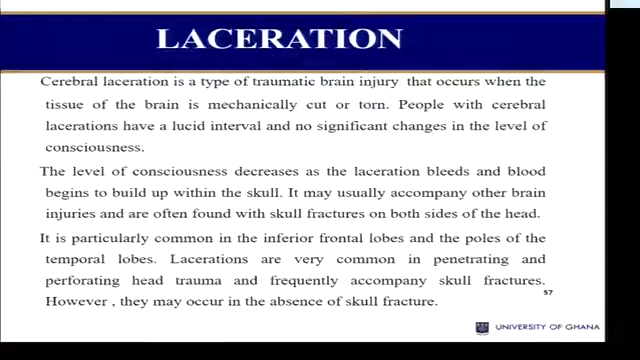 LACERATION
Cerebral laceration is a type of traumatic brain injury that occurs when the
tissue of the brain is mechanically cut or torn. People with cerebral
lacerations have a lucid interval and no significant changes in the level of
consciousness.
The level of consciousness decreases as the laceration bleeds and blood
begins to build up within the skull. It may usually accompany other brain
injuries and are often found with skull fractures on both sides of the head.
It is particularly common in the inferior frontal lobes and the poles of the
temporal lobes. Lacerations are very common in penetrating and
perforating head trauma and frequently accompany skull fractures.
However , they may occur in the absence of skull fracture.
57
UNIVERSITY OF GHANA